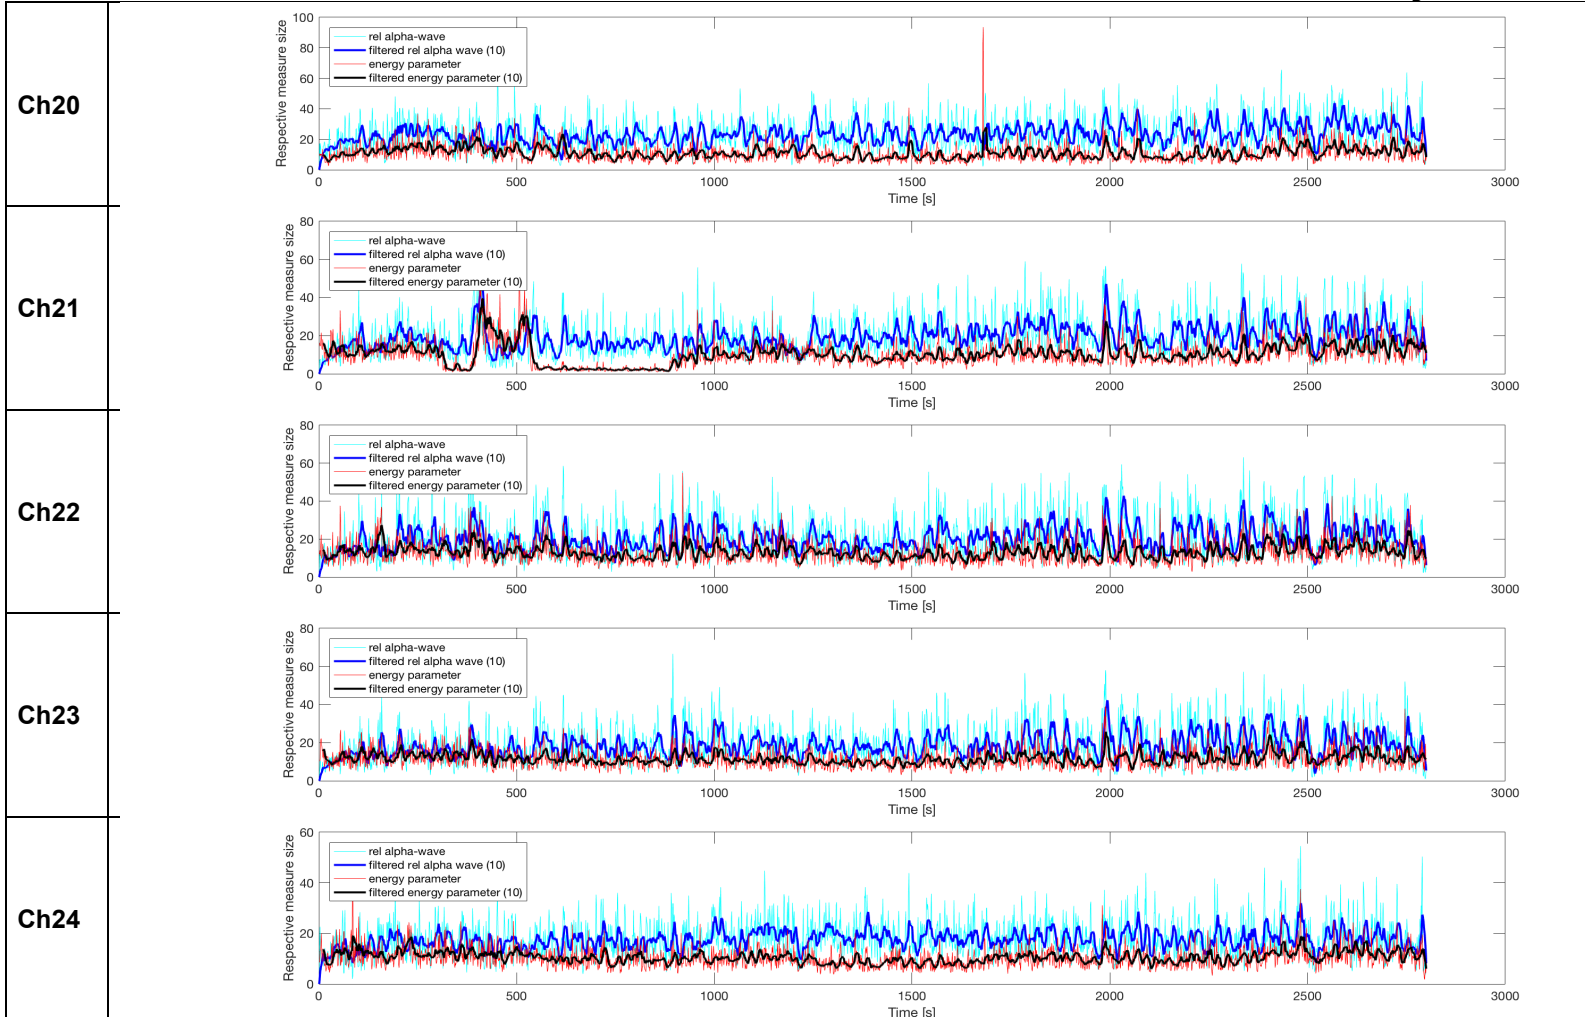 Ch20
Respective measure size
100
80
60
40
20
0
rel alpha-wave
filtered rel alpha wave (10)
energy parameter
filtered energy parameter (10)
0 500 1000 1500 2000 2500 3000
Time [s]
Ch21
Respective measure size
80
60
40
20
0
rel alpha-wave
filtered rel alpha wave (10)
energy parameter
filtered energy parameter (10)
0 500 1000 1500 2000 2500 3000
Time [s]
Ch22
Respective measure size
80
60
40
20
0
rel alpha-wave
filtered rel alpha wave (10)
energy parameter
filtered energy parameter (10)
0 500 1000 1500 2000 2500 3000
Time [s]
Ch23
Respective measure size
80
60
40
20
0
rel alpha-wave
filtered rel alpha wave (10)
energy parameter
filtered energy parameter (10)
0 500 1000 1500 2000 2500 3000
Time [s]
Ch24
Respective measure size
60
40
20
0
rel alpha-wave
filtered rel alpha wave (10)
energy parameter
filtered energy parameter (10)
0 500 1000 1500 2000 2500 3000
Time [s]